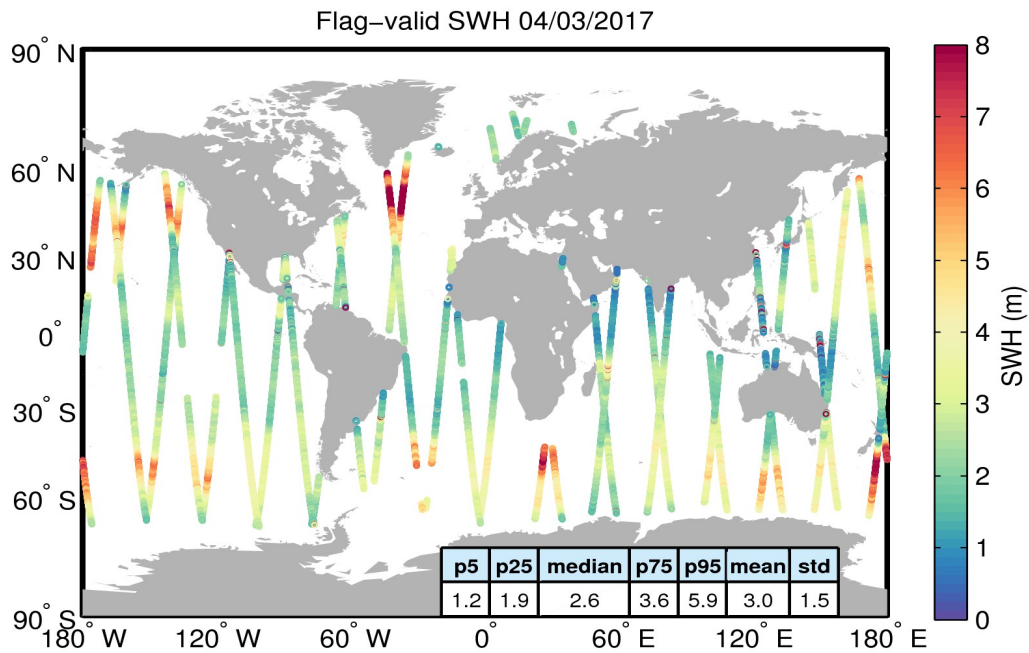 Flag−valid SWH 04/03/2017
90° N
60° N
30° N
0°
30° S
60° S
90° S
180° W
120° W
60° W
0°
60° E
120° E
180° E
p5 p25 median p75 p95 mean std
1.2 1.9 2.6 3.6 5.9 3.0 1.5
8
7
6
5
4
3
2
1
0
SWH (m)